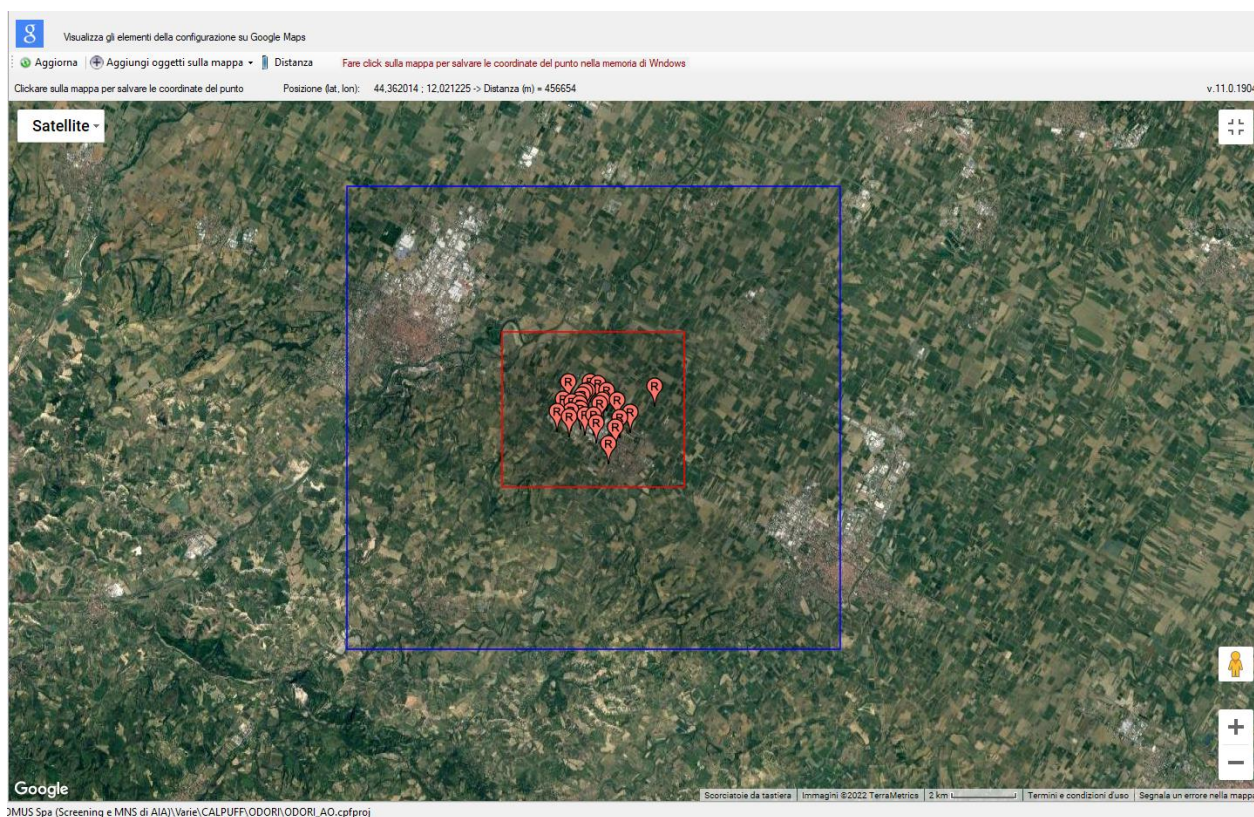 g
Visualizza gli elementi della configurazione su Google Maps
Aggiorna Aggiungi oggetti sulla mappa Distanza Fare click sulla mappa per salvare le coordinate del punto nella memoria di Wndows
Clickare sulla mappa per salvare le coordinate del punto Posizione (lat, lon): 44,362014 ; 12,021225 -> Distanza (m) = 456654 v.11.0.1904
Satellite
R R R R R R R R R R R R R R R R R R R R R R
Google
Scorciatoie da tastiera Immagini ©2022 TerraMetrics 2 km Termini e condizioni d'uso Segnala un errore nella mappa
OMUS Spa (Screening e MNS di AIA)\Varie\CALPUFF\ODORI\ODORI_AO.cpfproj